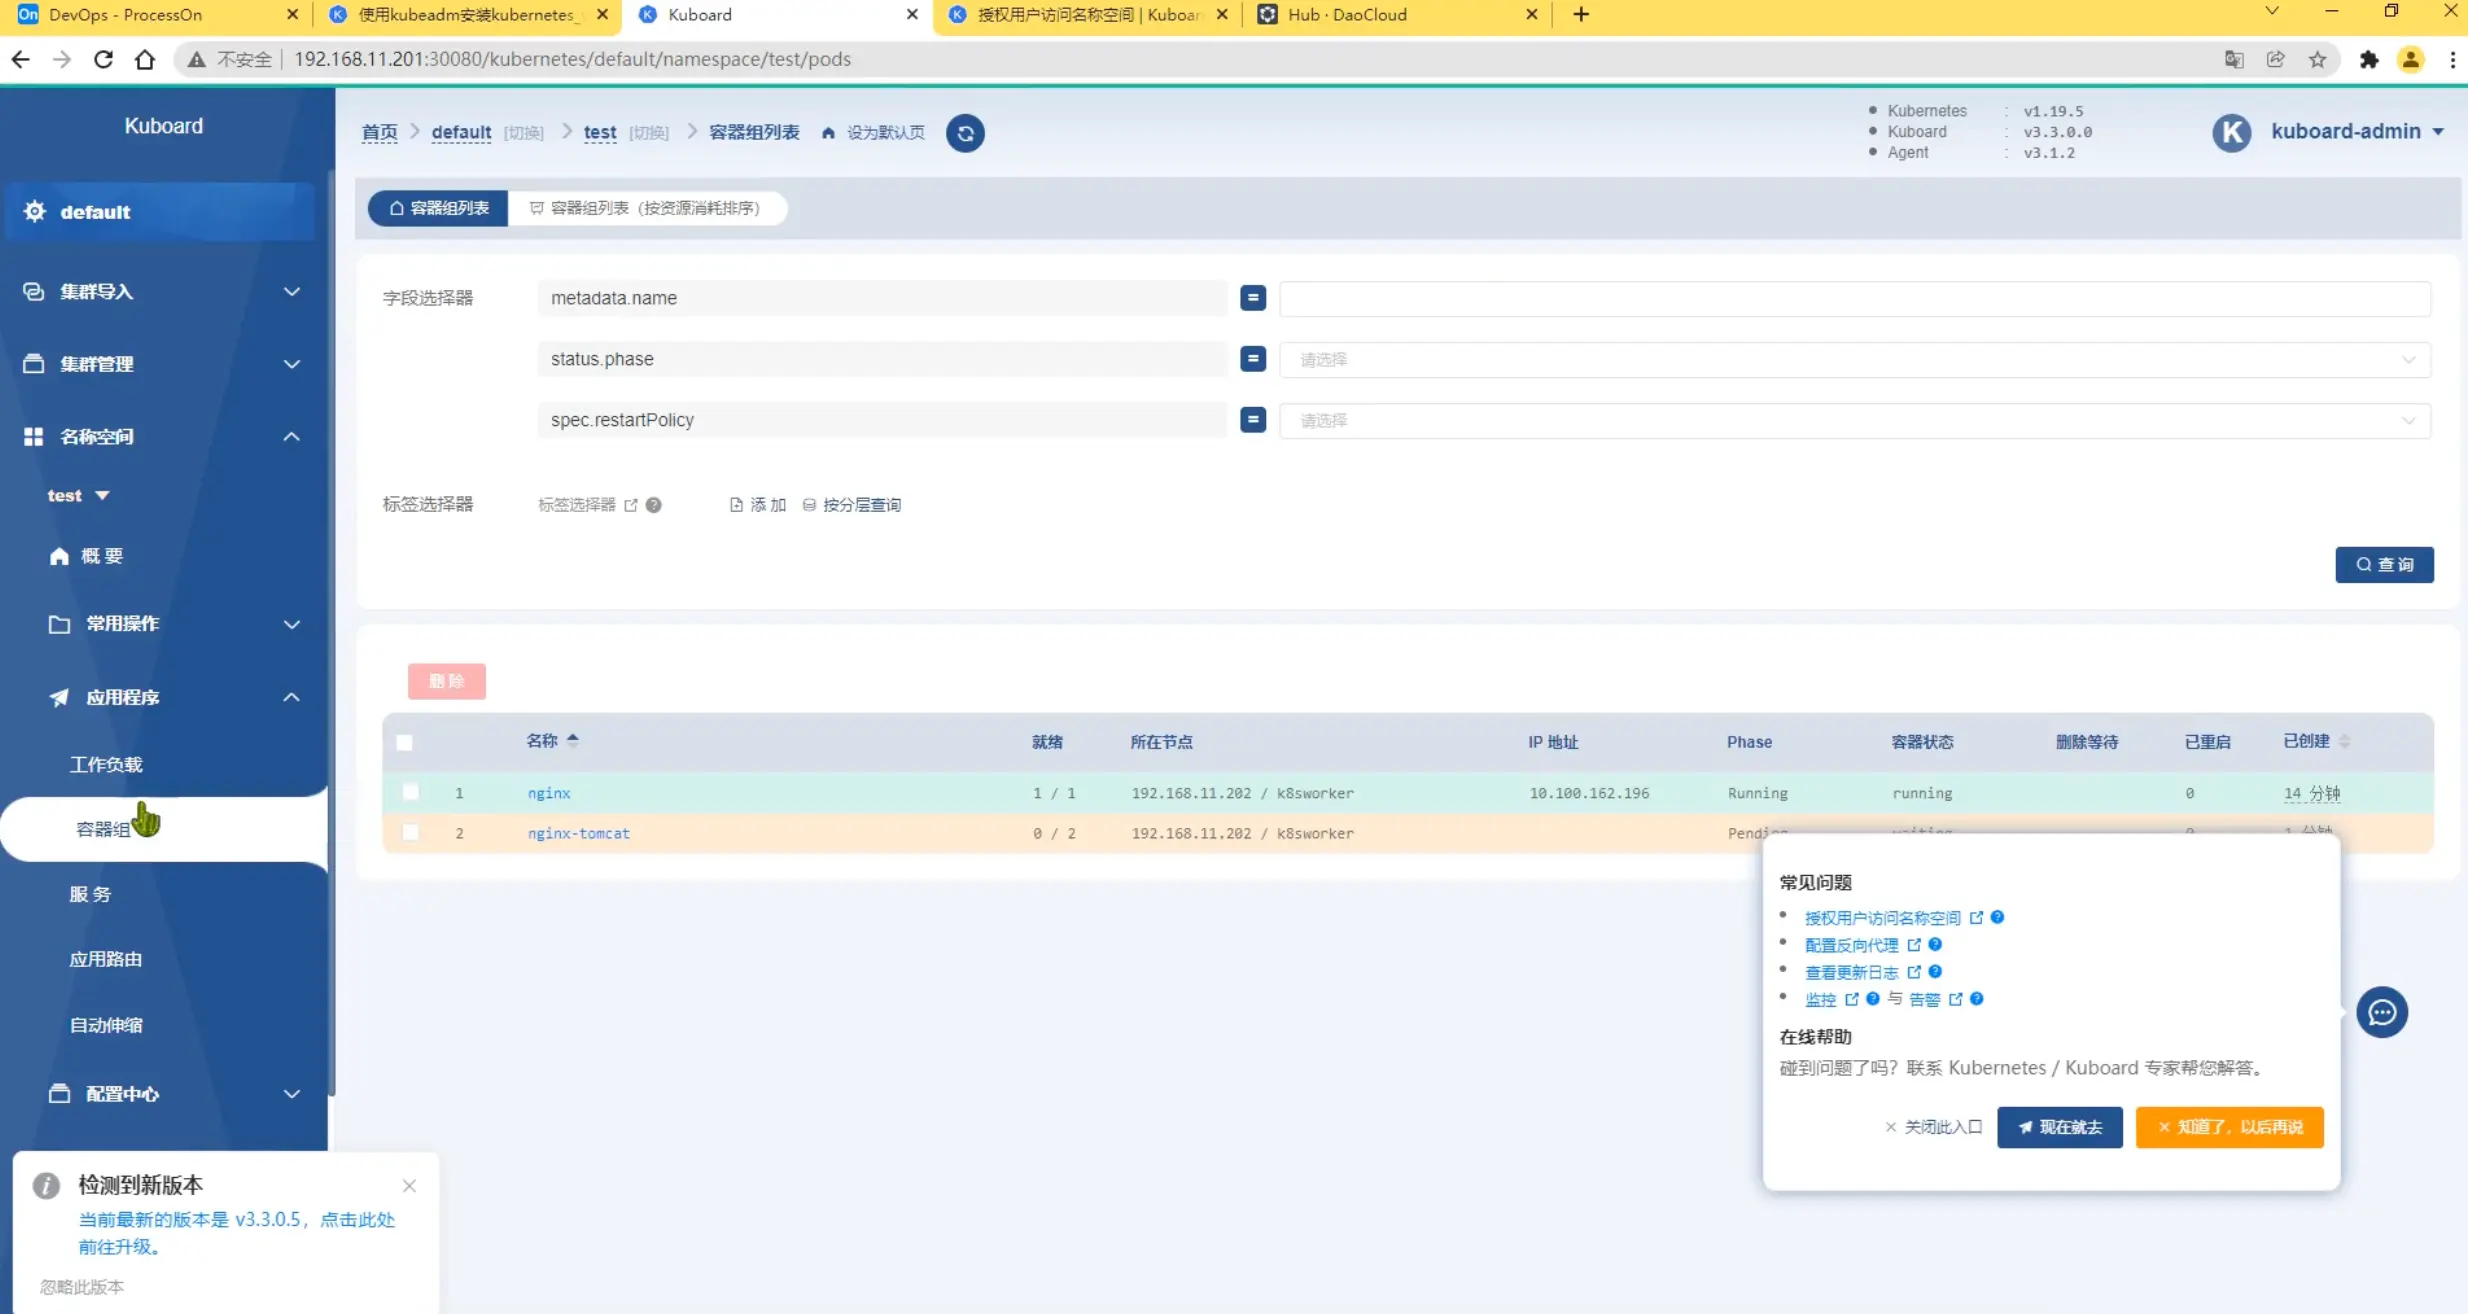 DevOps - ProcessOn
使用kubeadm安装kubernetes_
Kuboard
授权用户访问名称空间 | Kuboar
Hub · DaoCloud
不安全 192.168.11.201:30080/kubernetes/default/namespace/test/pods
Kuboard
首页 default [切换] test [切换] 容器组列表 设为默认页
Kubernetes : v1.19.5
Kuboard : v3.3.0.0
Agent : v3.1.2
K kuboard-admin
default
集群导入
集群管理
名称空间
test
概 要
常用操作
应用程序
工作负载
容器组
服 务
应用路由
自动伸缩
配置中心
容器组列表 容器组列表（按资源消耗排序）
字段选择器 metadata.name =
status.phase = 请选择
spec.restartPolicy = 请选择
标签选择器 标签选择器 添 加 按分层查询
查 询
删 除
名称 就绪 所在节点 IP 地址 Phase 容器状态 删除等待 已重启 已创建
1 nginx 1 / 1 192.168.11.202 / k8sworker 10.100.162.196 Running running 0 14 分钟
2 nginx-tomcat 0 / 2 192.168.11.202 / k8sworker Pending waiting 0 1 分钟
常见问题
授权用户访问名称空间
配置反向代理
查看更新日志
监控 与 告警
在线帮助
碰到问题了吗？联系 Kubernetes / Kuboard 专家帮您解答。
关闭此入口 现在就去 知道了，以后再说
检测到新版本
当前最新的版本是 v3.3.0.5，点击此处
前往升级。
忽略此版本